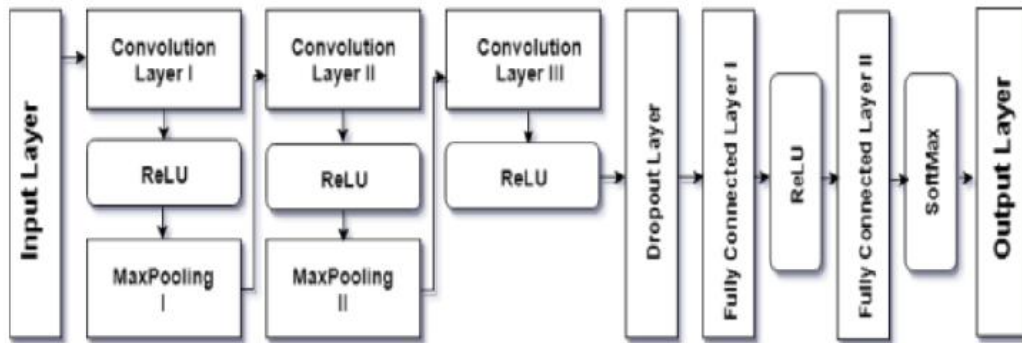 Input Layer
Convolution
Layer I
ReLU
MaxPooling
I
Convolution
Layer II
ReLU
MaxPooling
II
Convolution
Layer III
ReLU
Dropout Layer
Fully Connected Layer I
ReLU
Fully Connected Layer II
SoftMax
Output Layer